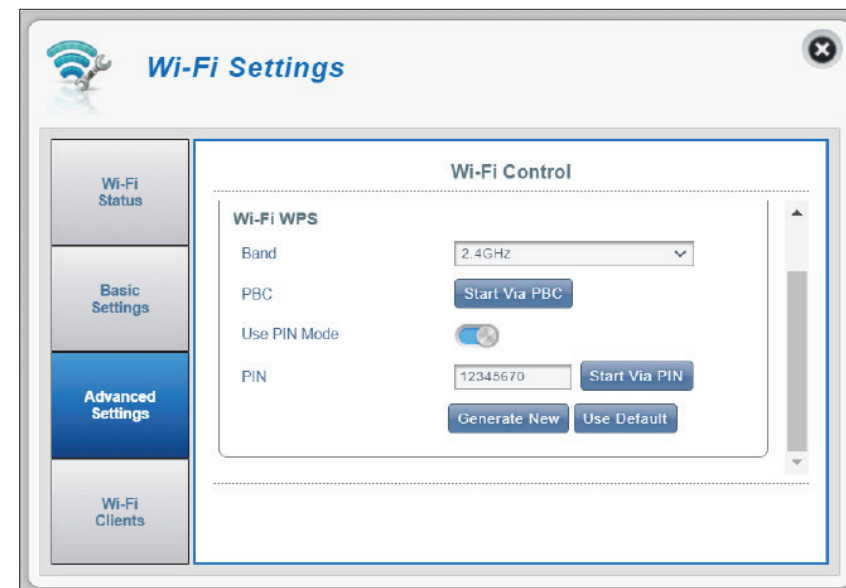 Wi-Fi Settings
Wi-Fi
Status
Basic
Settings
Advanced
Settings
Wi-Fi
Clients
Wi-Fi Control
Wi-Fi WPS
Band 2.4GHz
PBC Start Via PBC
Use PIN Mode
PIN 12345670 Start Via PIN
Generate New Use Default